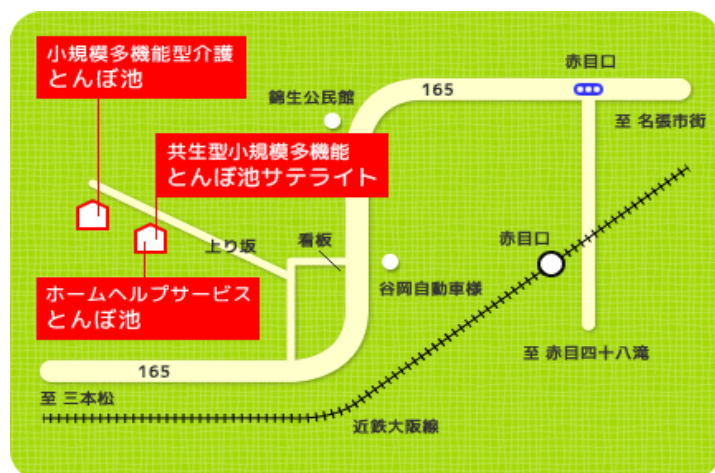 小規模多機能型介護
とんぼ池
赤目口
165
錦生公民館
至 名張市街
共生型小規模多機能
とんぼ池サテライト
上り坂
看板
赤目口
谷岡自動車様
ホームヘルプサービス
とんぼ池
至 赤目四十八滝
165
至 三本松
近鉄大阪線